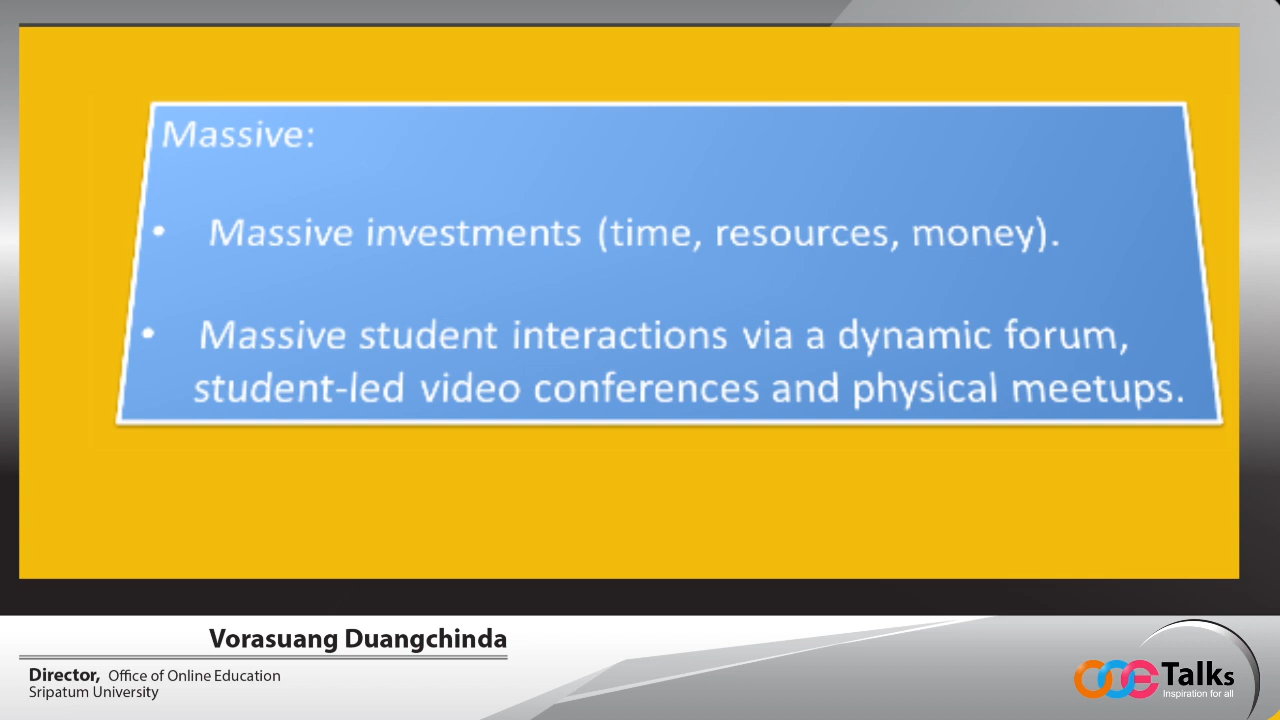 Massive:
• Massive investments (time, resources, money).
• Massive student interactions via a dynamic forum,
student-led video conferences and physical meetups.
Vorasuang Duangchinda
Director, Office of Online Education
Sripatum University
OOE Talks
Inspiration for all